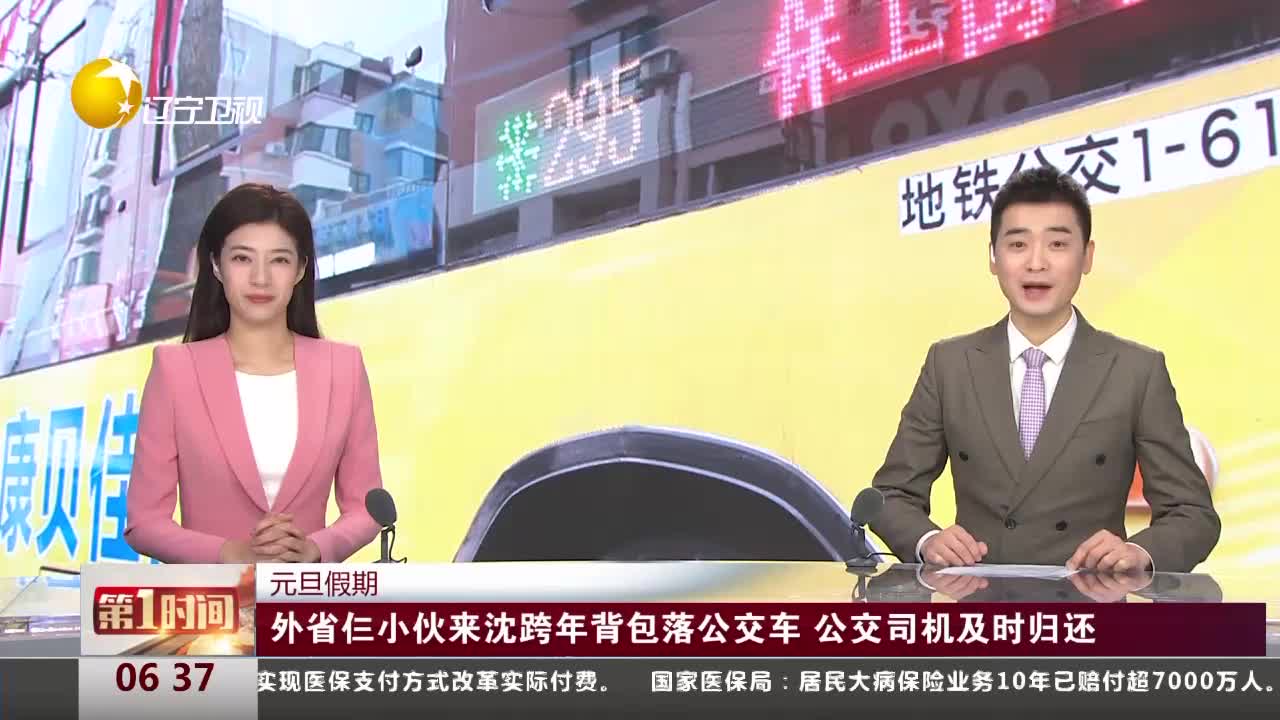 辽宁卫视
米295
地铁公交1-61
康贝佳
元旦假期
第1时间
外省仨小伙来沈跨年背包落公交车 公交司机及时归还
06 37
实现医保支付方式改革实际付费。 国家医保局：居民大病保险业务10年已赔付超7000万人。